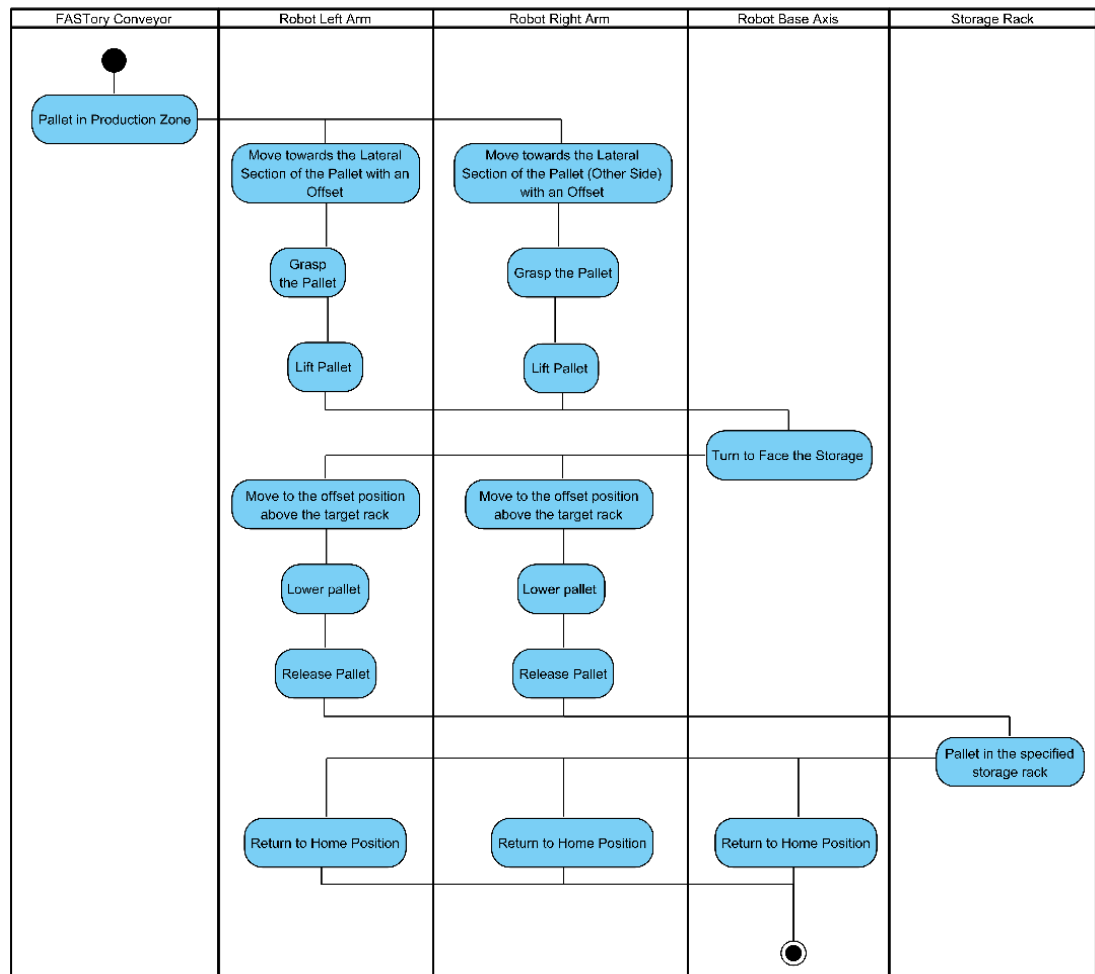 FASTory Conveyor
Robot Left Arm
Robot Right Arm
Robot Base Axis
Storage Rack
Pallet in Production Zone
Move towards the Lateral
Section of the Pallet with an
Offset
Move towards the Lateral
Section of the Pallet (Other Side)
with an Offset
Grasp
the Pallet
Grasp the Pallet
Lift Pallet
Lift Pallet
Turn to Face the Storage
Move to the offset position
above the target rack
Move to the offset position
above the target rack
Lower pallet
Lower pallet
Release Pallet
Release Pallet
Pallet in the specified
storage rack
Return to Home Position
Return to Home Position
Return to Home Position